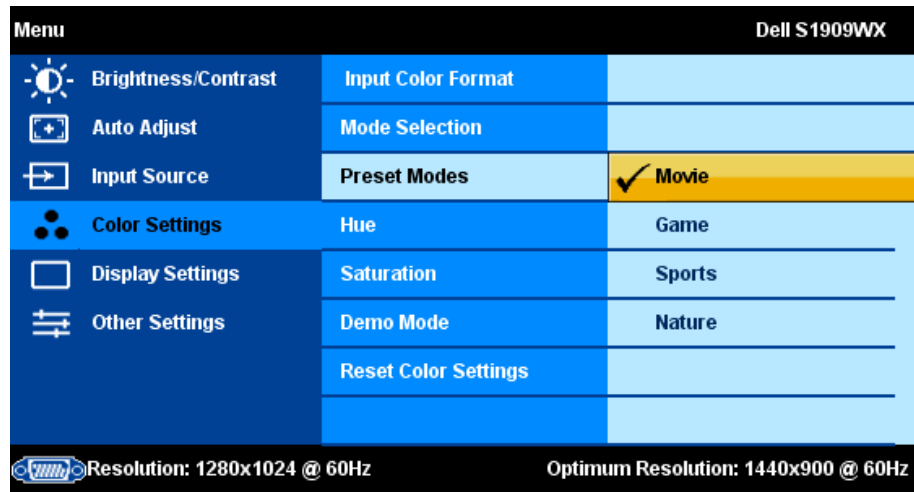 Menu Dell S1909WX
Brightness/Contrast Input Color Format
Auto Adjust Mode Selection
Input Source Preset Modes Movie
Color Settings Hue Game
Display Settings Saturation Sports
Other Settings Demo Mode Nature
Reset Color Settings
Resolution: 1280x1024 @ 60Hz Optimum Resolution: 1440x900 @ 60Hz